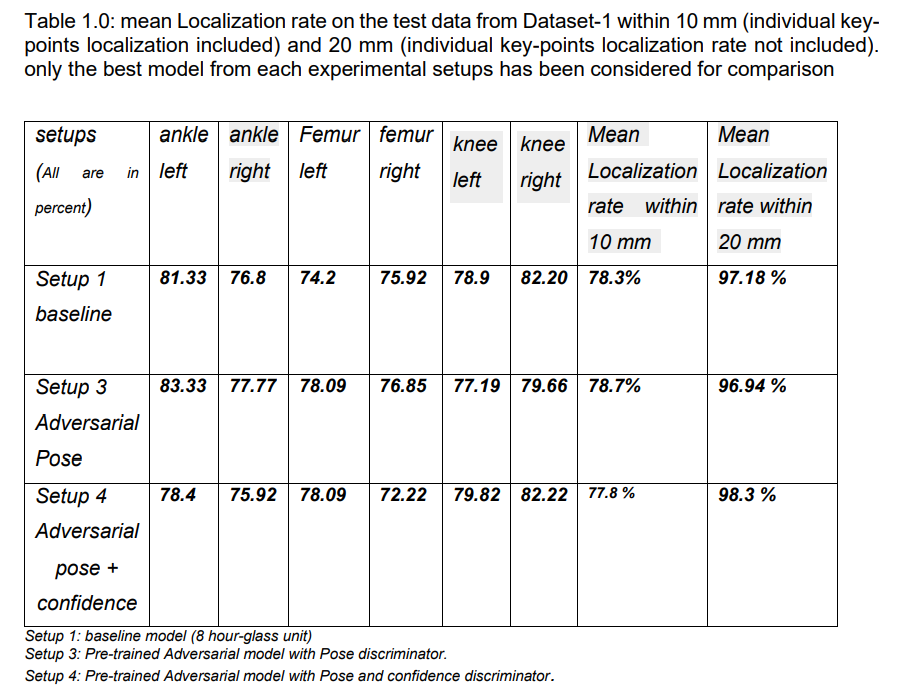 Table 1.0: mean Localization rate on the test data from Dataset-1 within 10 mm (individual key-
points localization included) and 20 mm (individual key-points localization rate not included).
only the best model from each experimental setups has been considered for comparison
setups (All are in percent) ankle left ankle right Femur left femur right knee left knee right Mean Localization rate within 10 mm Mean Localization rate within 20 mm
Setup 1 baseline 81.33 76.8 74.2 75.92 78.9 82.20 78.3% 97.18 %
Setup 3 Adversarial Pose 83.33 77.77 78.09 76.85 77.19 79.66 78.7% 96.94 %
Setup 4 Adversarial pose + confidence 78.4 75.92 78.09 72.22 79.82 82.22 77.8 % 98.3 %
Setup 1: baseline model (8 hour-glass unit)
Setup 3: Pre-trained Adversarial model with Pose discriminator.
Setup 4: Pre-trained Adversarial model with Pose and confidence discriminator.